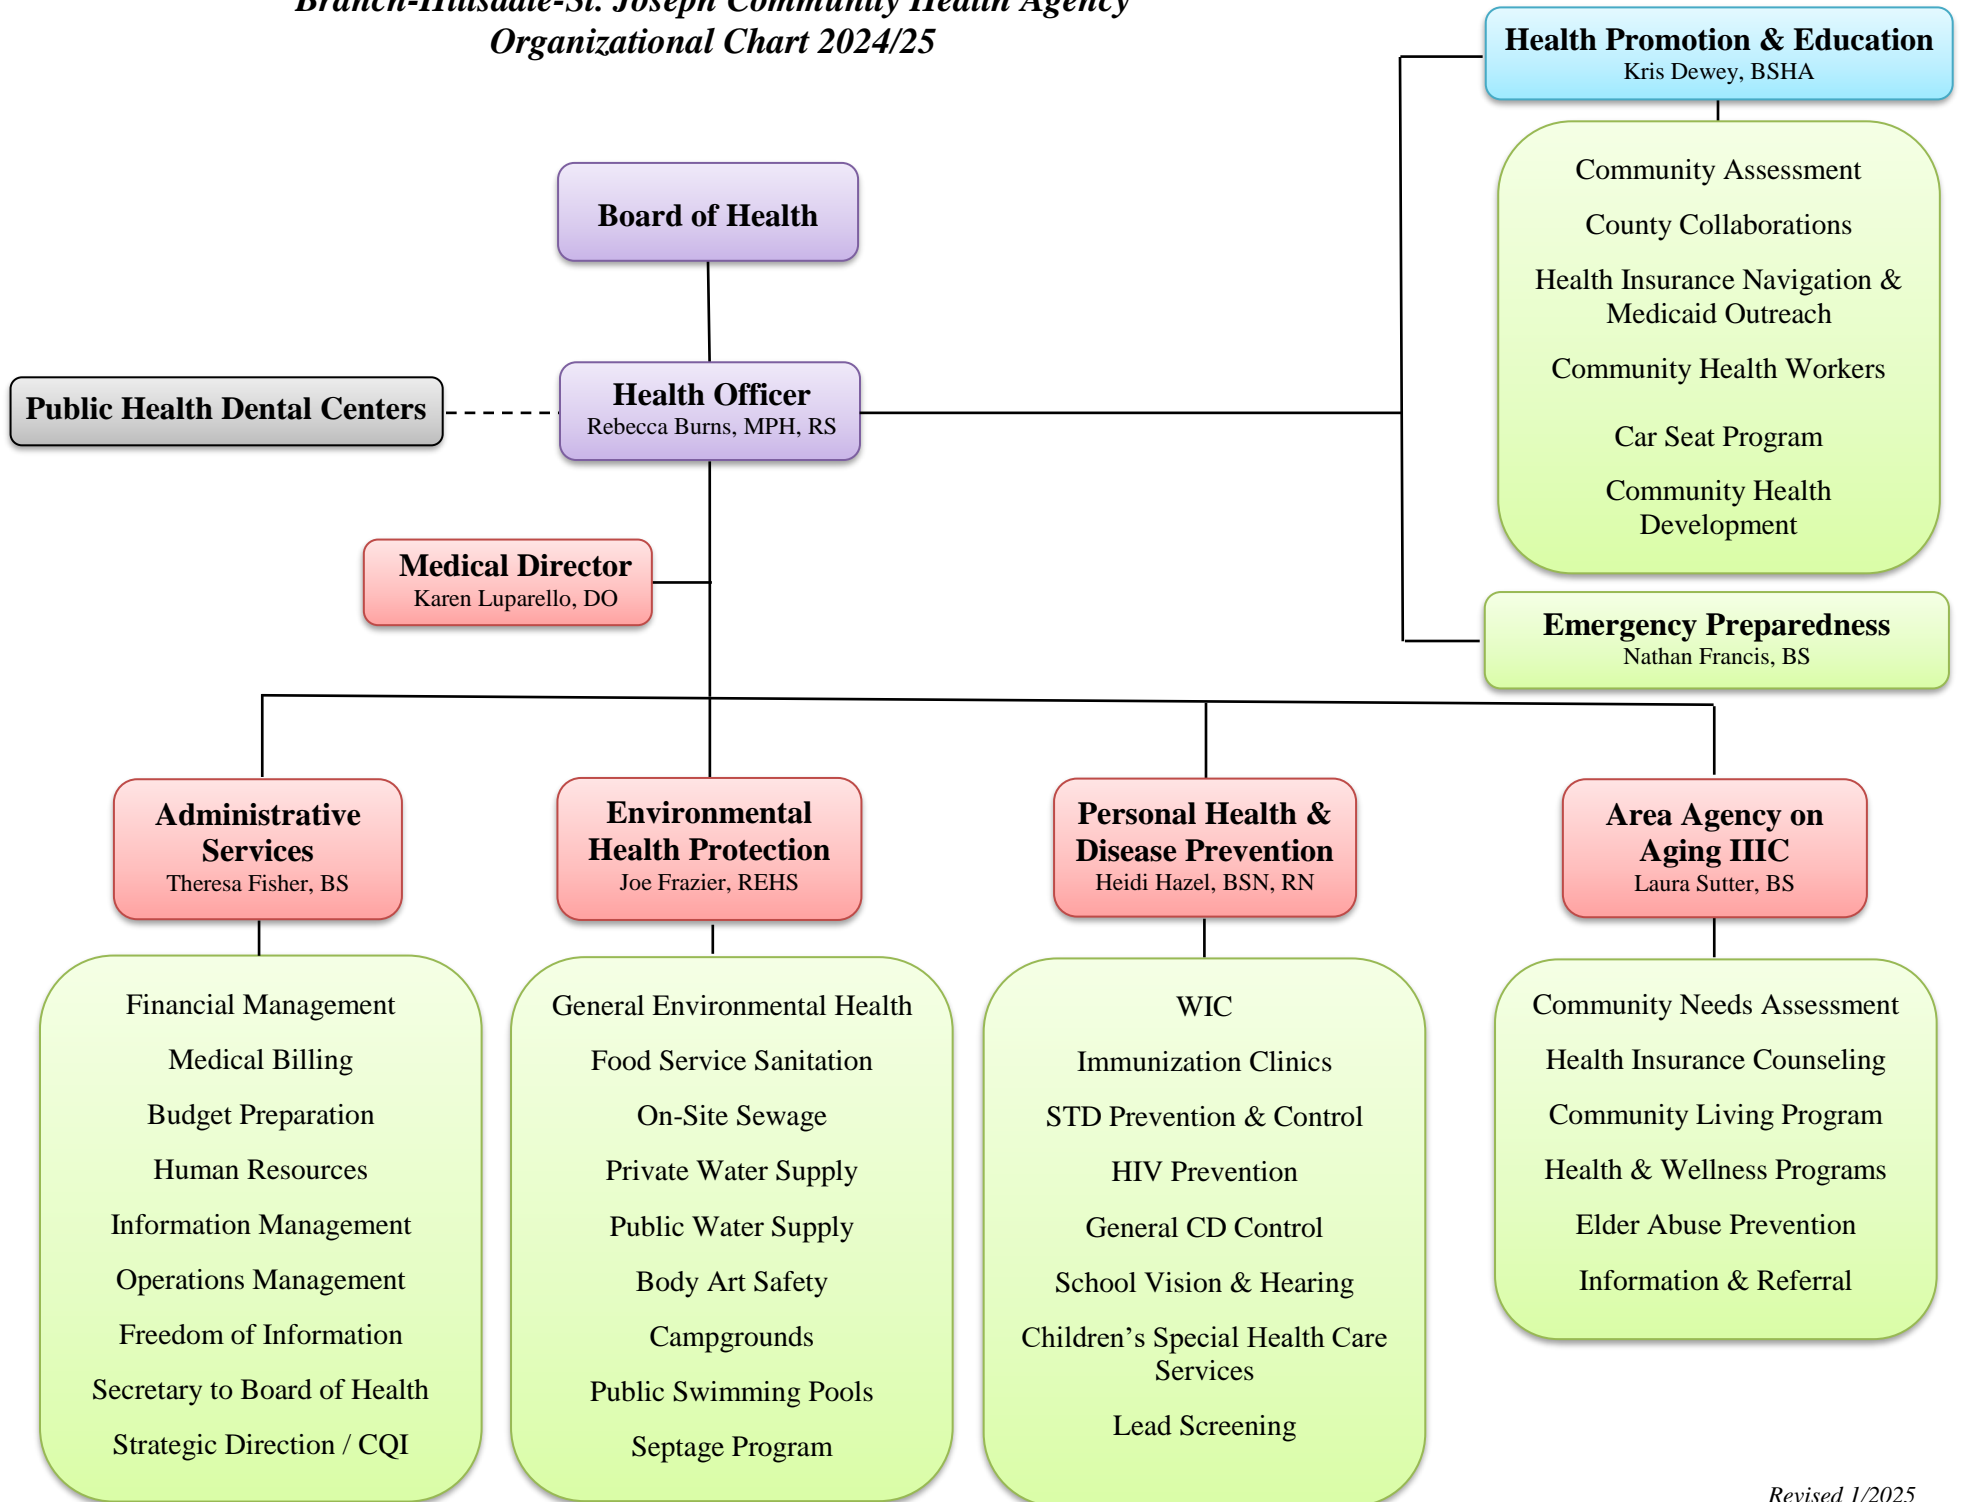 Branch-Hillsdale-St. Joseph Community Health Agency
Organizational Chart 2024/25
Health Promotion & Education
Kris Dewey, BSHA
Community Assessment
County Collaborations
Health Insurance Navigation &
Medicaid Outreach
Community Health Workers
Car Seat Program
Community Health
Development
Board of Health
Health Officer
Rebecca Burns, MPH, RS
Public Health Dental Centers
Medical Director
Karen Luparello, DO
Emergency Preparedness
Nathan Francis, BS
Administrative
Services
Theresa Fisher, BS
Financial Management
Medical Billing
Budget Preparation
Human Resources
Information Management
Operations Management
Freedom of Information
Secretary to Board of Health
Strategic Direction / CQI
Environmental
Health Protection
Joe Frazier, REHS
General Environmental Health
Food Service Sanitation
On-Site Sewage
Private Water Supply
Public Water Supply
Body Art Safety
Campgrounds
Public Swimming Pools
Septage Program
Personal Health &
Disease Prevention
Heidi Hazel, BSN, RN
WIC
Immunization Clinics
STD Prevention & Control
HIV Prevention
General CD Control
School Vision & Hearing
Children’s Special Health Care
Services
Lead Screening
Area Agency on
Aging IIIC
Laura Sutter, BS
Community Needs Assessment
Health Insurance Counseling
Community Living Program
Health & Wellness Programs
Elder Abuse Prevention
Information & Referral
Revised 1/2025